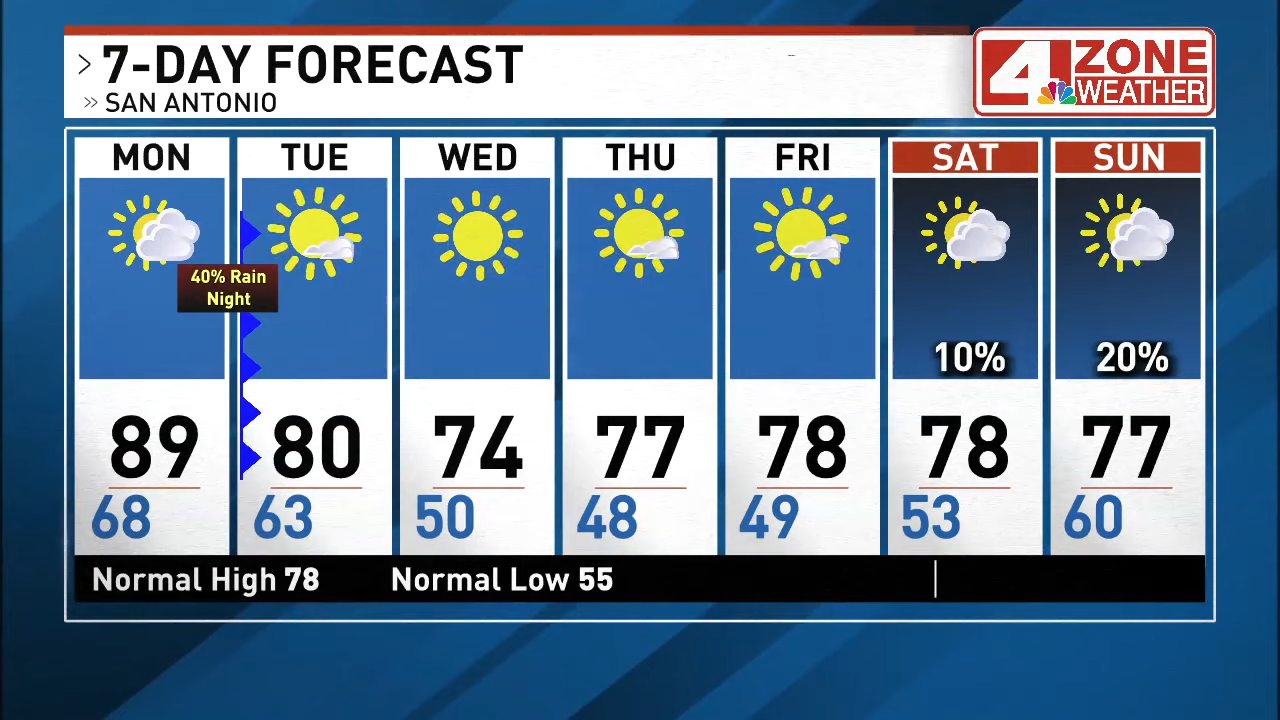 > 7-DAY FORECAST
>> SAN ANTONIO
4 ZONE
WEATHER
MON TUE WED THU FRI SAT SUN
40% Rain
Night
10% 20%
89 80 74 77 78 78 77
68 63 50 48 49 53 60
Normal High 78 Normal Low 55